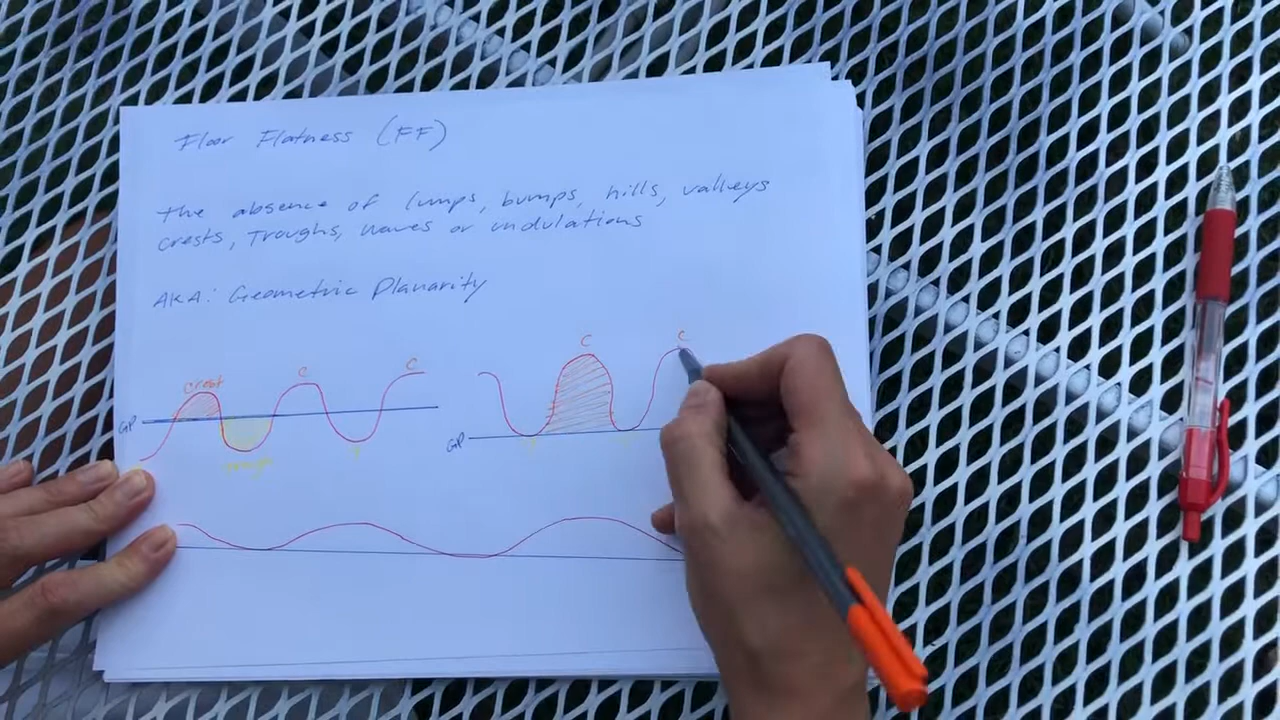 Floor Flatness (FF)
The absence of lumps, bumps, hills, valleys
crests, Troughs, waves or undulations
AKA: Geometric Planarity
crest C C
GP
trough T
C C
GP
T T